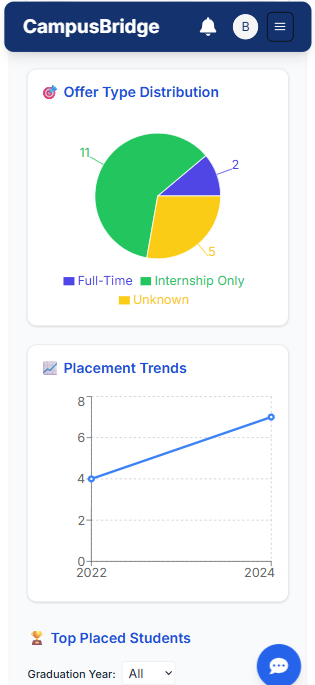 CampusBridge B
Offer Type Distribution
11
2
5
Full-Time Internship Only
Unknown
Placement Trends
8
6
4
2
0
2022 2024
Top Placed Students
Graduation Year: All